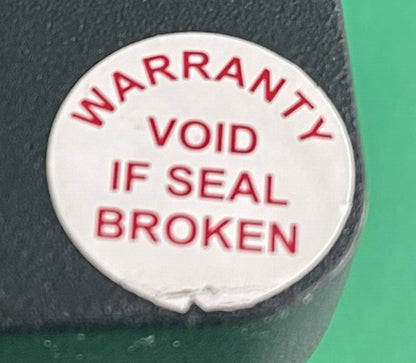 WARRANTY
VOID
IF SEAL
BROKEN